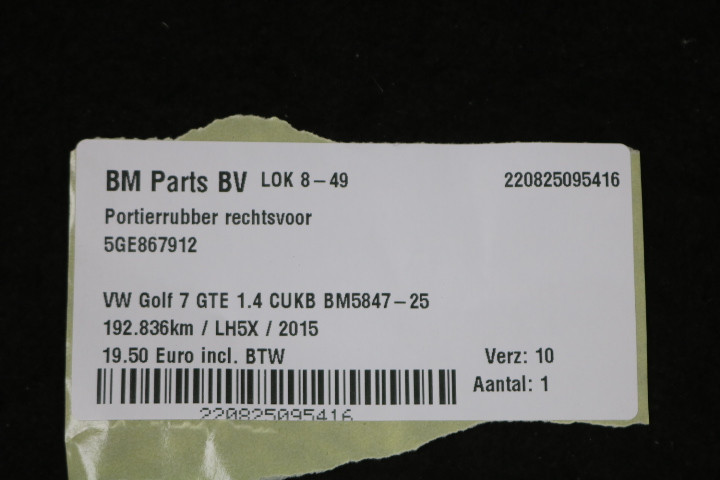 BM Parts BV LOK 8-49 220825095416
Portierrubber rechtsvoor
5GE867912
VW Golf 7 GTE 1.4 CUKB BM5847-25
192.836km / LH5X / 2015
19.50 Euro incl. BTW Verz: 10
Aantal: 1
220825095416